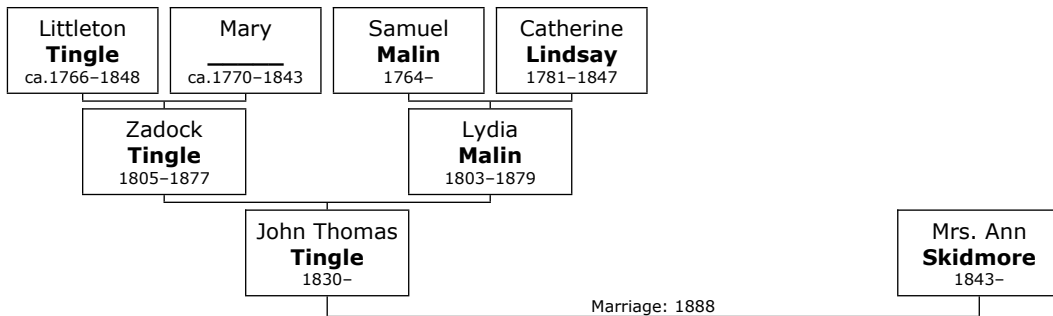 Littleton
Tingle
ca.1766–1848
Mary
______
ca.1770–1843
Samuel
Malin
1764–
Catherine
Lindsay
1781–1847
Zadock
Tingle
1805–1877
Lydia
Malin
1803–1879
John Thomas
Tingle
1830–
Mrs. Ann
Skidmore
1843–
Marriage: 1888